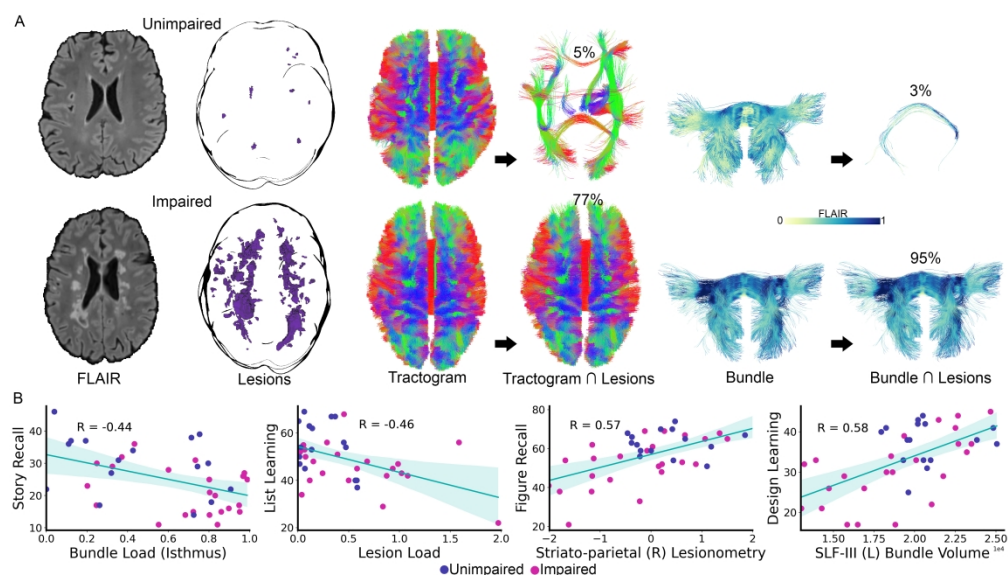 A
Unimpaired
5%
3%
Impaired
77%
FLAIR
0 1
95%
FLAIR
Lesions
Tractogram
Tractogram ∩ Lesions
Bundle
Bundle ∩ Lesions
B
R = -0.44
Story Recall
40
30
20
10
0.0 0.2 0.4 0.6 0.8 1.0
Bundle Load (Isthmus)
R = -0.46
List Learning
60
40
20
0.0 0.5 1.0 1.5 2.0
Lesion Load
R = 0.57
Figure Recall
80
60
40
20
−2 −1 0 1 2
Striato-parietal (R) Lesionometry
R = 0.58
Design Learning
40
30
20
1.50 1.75 2.00 2.25 2.50
1e4
SLF-III (L) Bundle Volume
Unimpaired Impaired